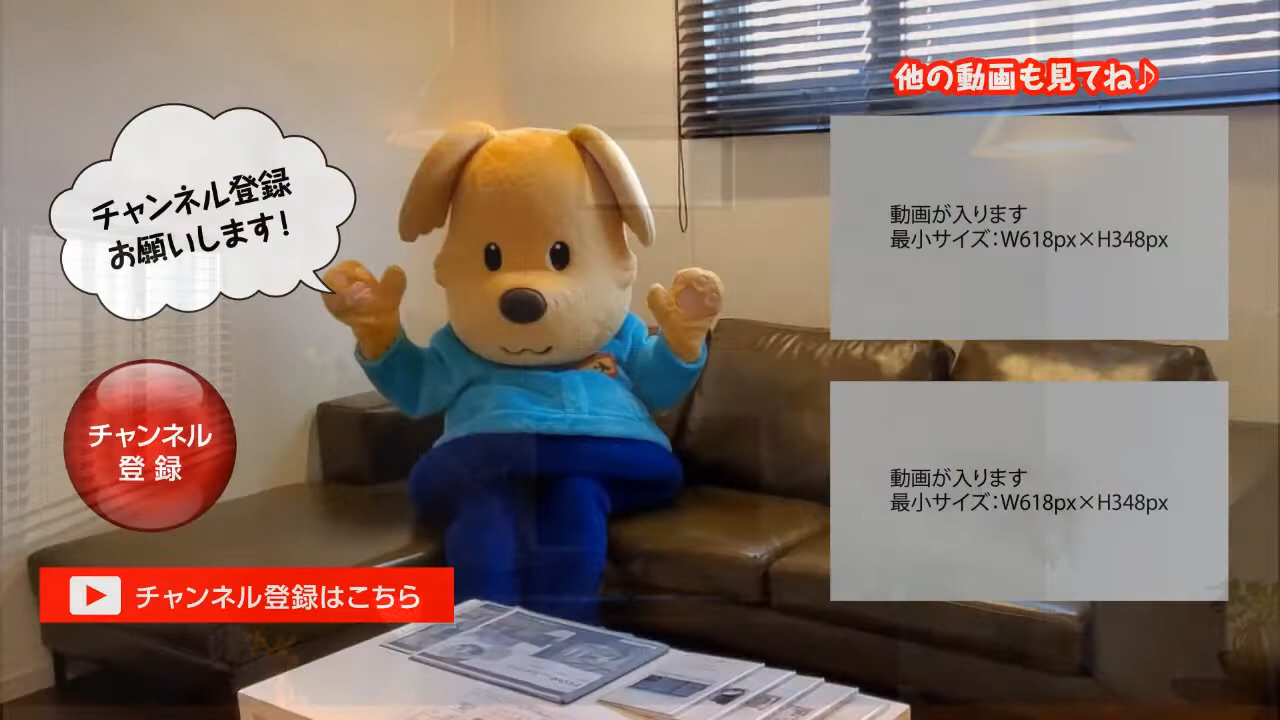 他の動画も見てね♪
チャンネル登録
お願いします!
動画が入ります
最小サイズ:W618px×H348px
チャンネル
登録
動画が入ります
最小サイズ:W618px×H348px
チャンネル登録はこちら